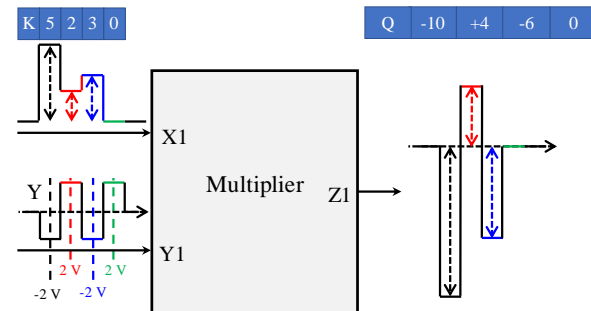 K 5 2 3 0
Q -10 +4 -6 0
X1
Multiplier
Y
Z1
Y1
2 V 2 V
-2 V -2 V